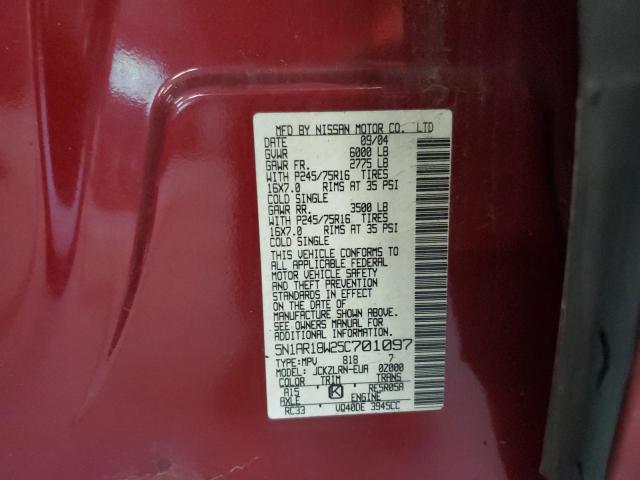 MFD BY NISSAN MOTOR CO. LTD
DATE 09/04
GVWR 6000 LB
GAWR FR. 2775 LB
WITH P245/75R16 TIRES
16X7.0 RIMS AT 35 PSI
COLD SINGLE
GAWR RR. 3500 LB
WITH P245/75R16 TIRES
16X7.0 RIMS AT 35 PSI
COLD SINGLE
THIS VEHICLE CONFORMS TO
ALL APPLICABLE FEDERAL
MOTOR VEHICLE SAFETY
AND THEFT PREVENTION
STANDARDS IN EFFECT
ON THE DATE OF
MANUFACTURE SHOWN ABOVE.
SEE OWNERS MANUAL FOR
ADDITIONAL INFORMATION.
5N1AR18W25C701097
TYPE:MPV 818 7
MODEL: JCKZLRN-EUA 0Z000
COLOR TRIM TRANS
A15 K RE5R05A
AXLE ENGINE
RC33 VQ40DE 3945CC